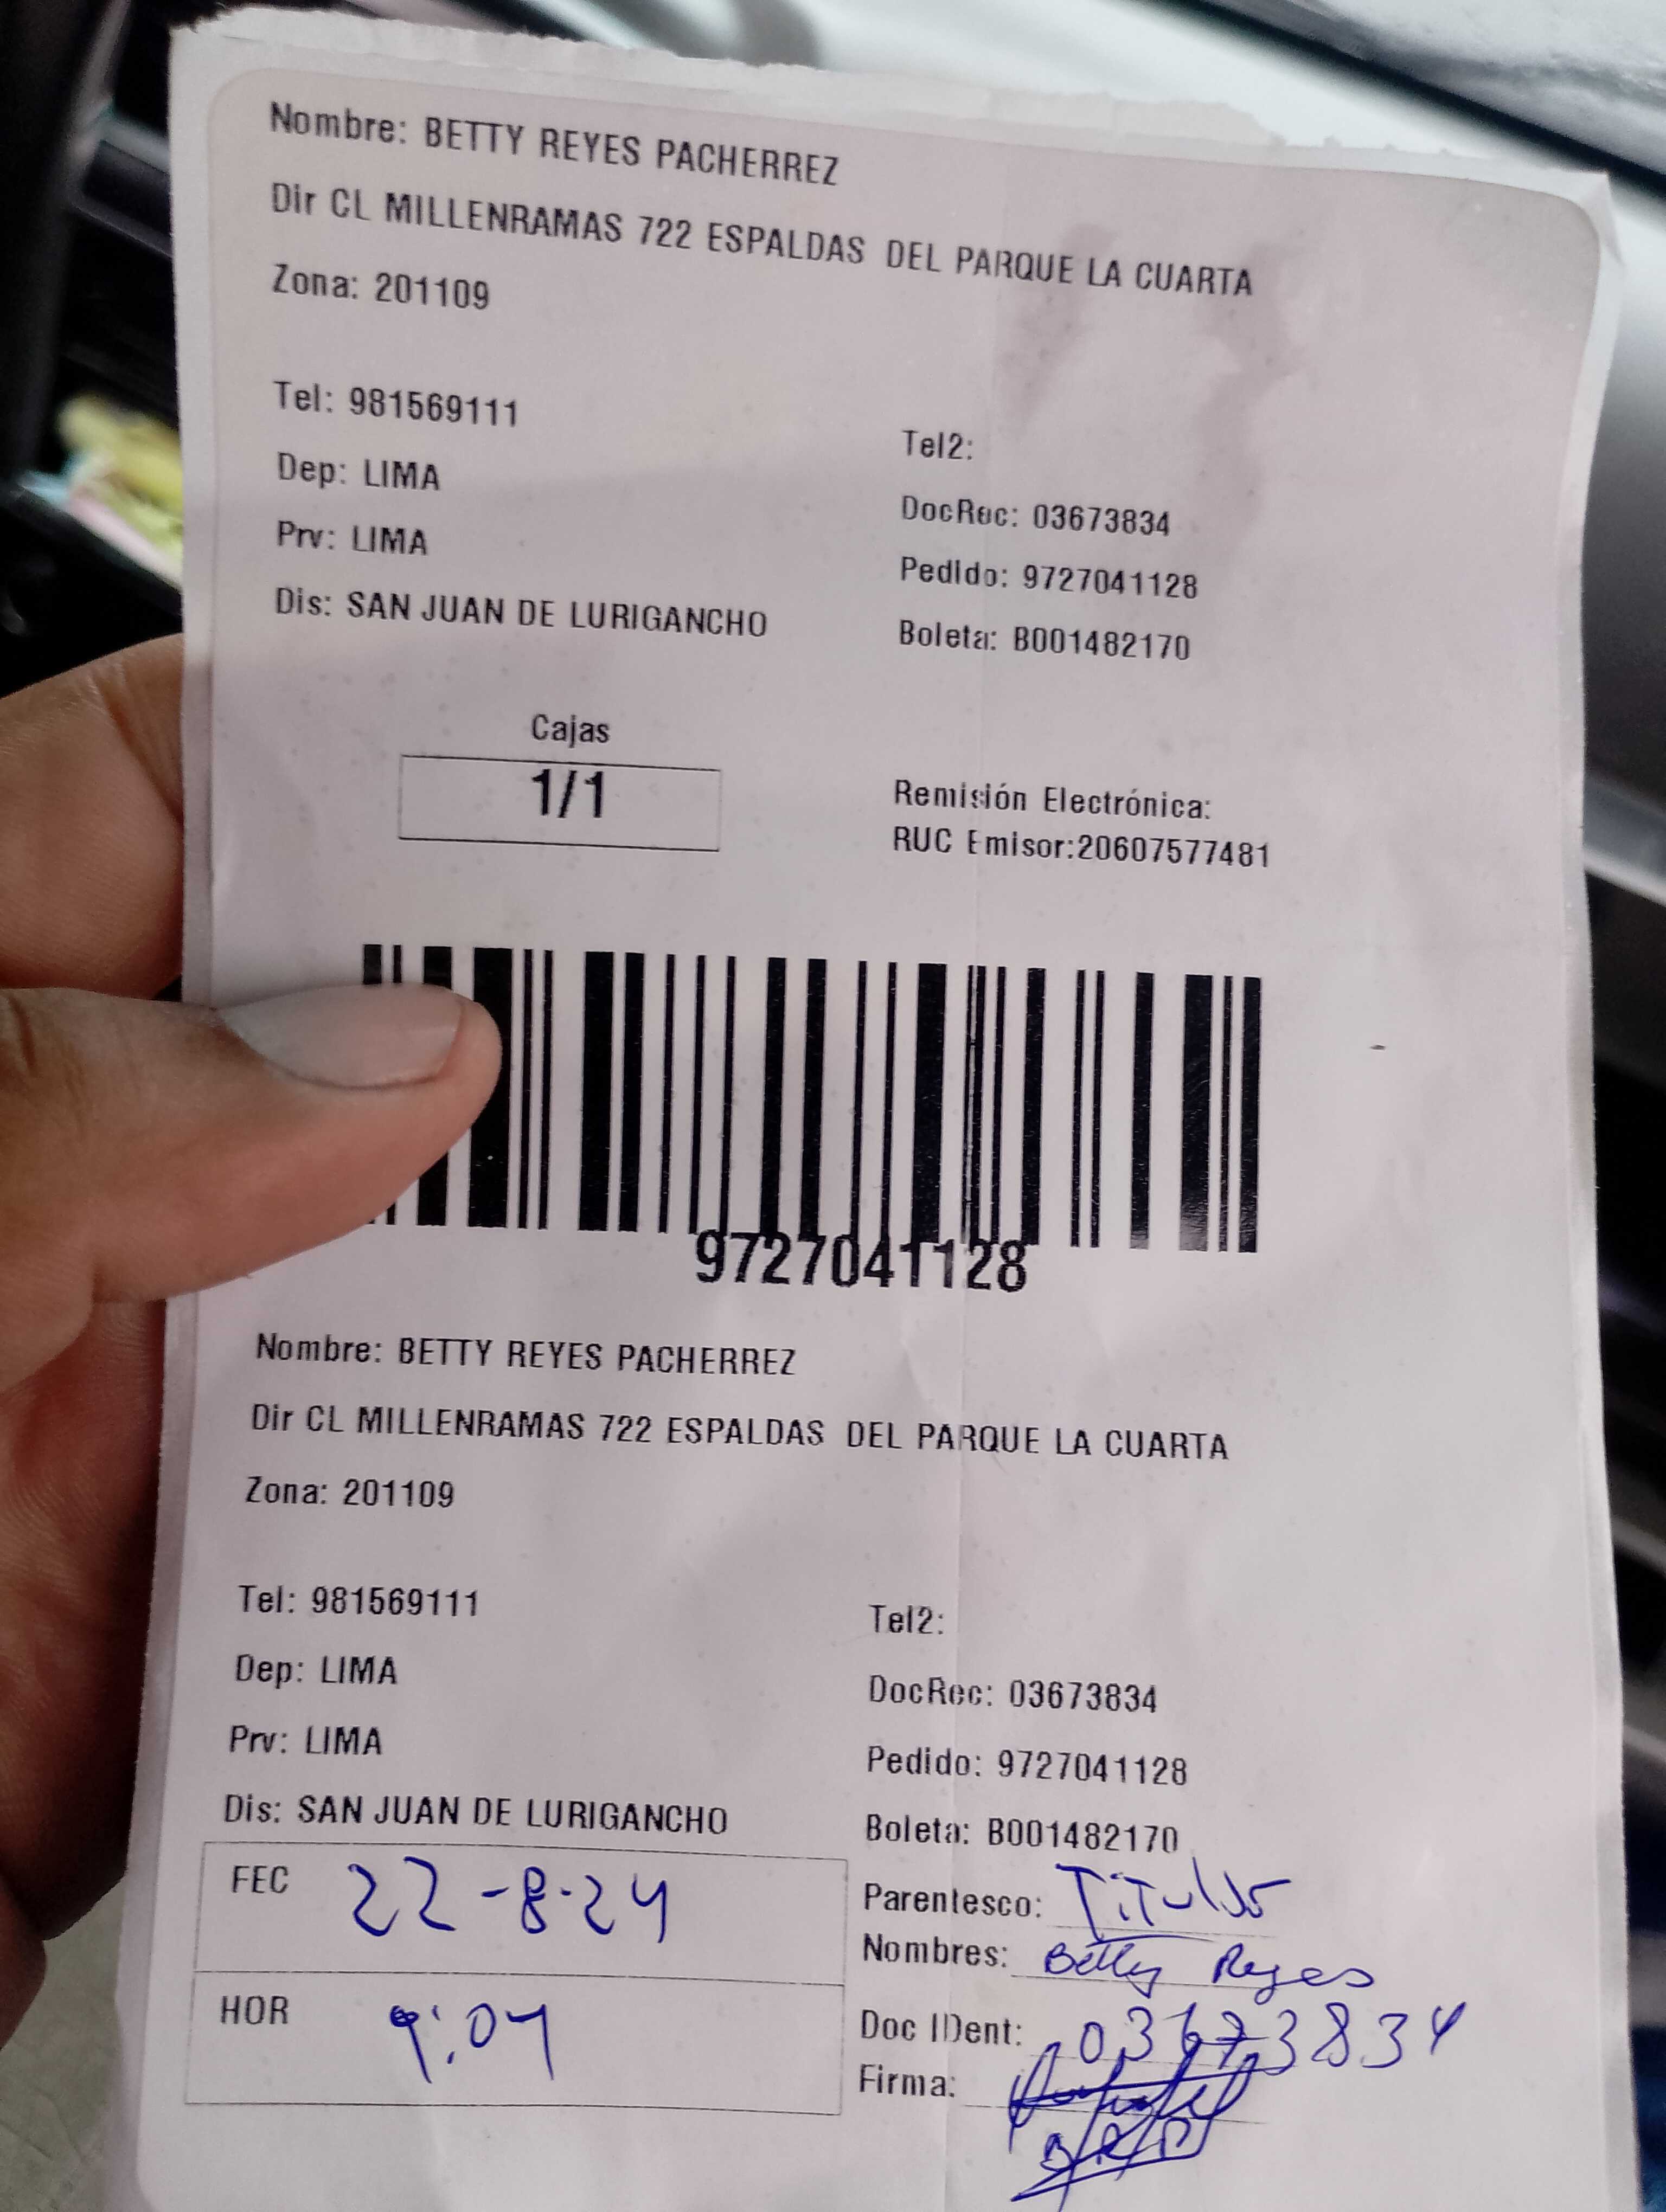 Nombre: BETTY REYES PACHERREZ
Dir CL MILLENRAMAS 722 ESPALDAS DEL PARQUE LA CUARTA
Zona: 201109
Tel: 981569111
Tel2:
Dep: LIMA
DocRec: 03673834
Prv: LIMA
Pedido: 9727041128
Dis: SAN JUAN DE LURIGANCHO
Boleta: B001482170
Cajas
1/1
Remisión Electrónica:
RUC Emisor:20607577481
9727041128
Nombre: BETTY REYES PACHERREZ
Dir CL MILLENRAMAS 722 ESPALDAS DEL PARQUE LA CUARTA
Zona: 201109
Tel: 981569111
Tel2:
Dep: LIMA
DocRec: 03673834
Prv: LIMA
Pedido: 9727041128
Dis: SAN JUAN DE LURIGANCHO
Boleta: B001482170
FEC 22-8-24
Parentesco: Titular
Nombres: Betty Reyes
HOR 9:04
Doc IDent: 03673834
Firma: